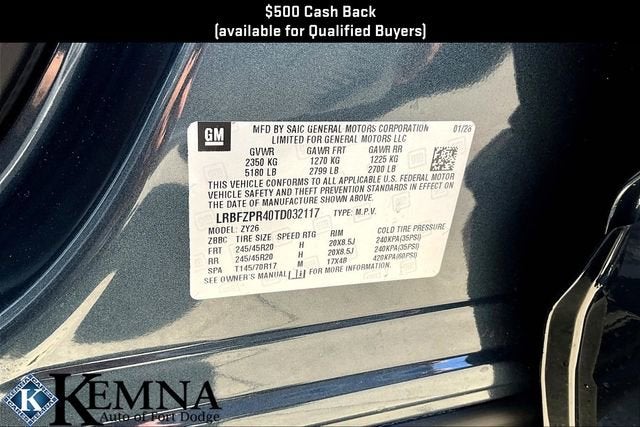 $500 Cash Back
(available for Qualified Buyers)
GM
MFD BY SAIC GENERAL MOTORS CORPORATION 01/26
LIMITED FOR GENERAL MOTORS LLC
GVWR GAWR FRT GAWR RR
2350 KG 1270 KG 1225 KG
5180 LB 2799 LB 2700 LB
THIS VEHICLE CONFORMS TO ALL APPLICABLE U.S. FEDERAL MOTOR
VEHICLE SAFETY AND THEFT PREVENTION STANDARDS IN EFFECT ON
THE DATE OF MANUFACTURE SHOWN ABOVE.
LRBFZPR40TD032117 TYPE: M.P.V.
MODEL: ZY26
ZBBC TIRE SIZE SPEED RTG RIM COLD TIRE PRESSURE
FRT 245/45R20 H 20X8.5J 240KPA(35PSI)
RR 245/45R20 H 20X8.5J 240KPA(35PSI)
SPA T145/70R17 M 17X4B 420KPA(60PSI)
SEE OWNER'S MANUAL FOR MORE INFORMATION.
K KEMNA
Auto of Fort Dodge